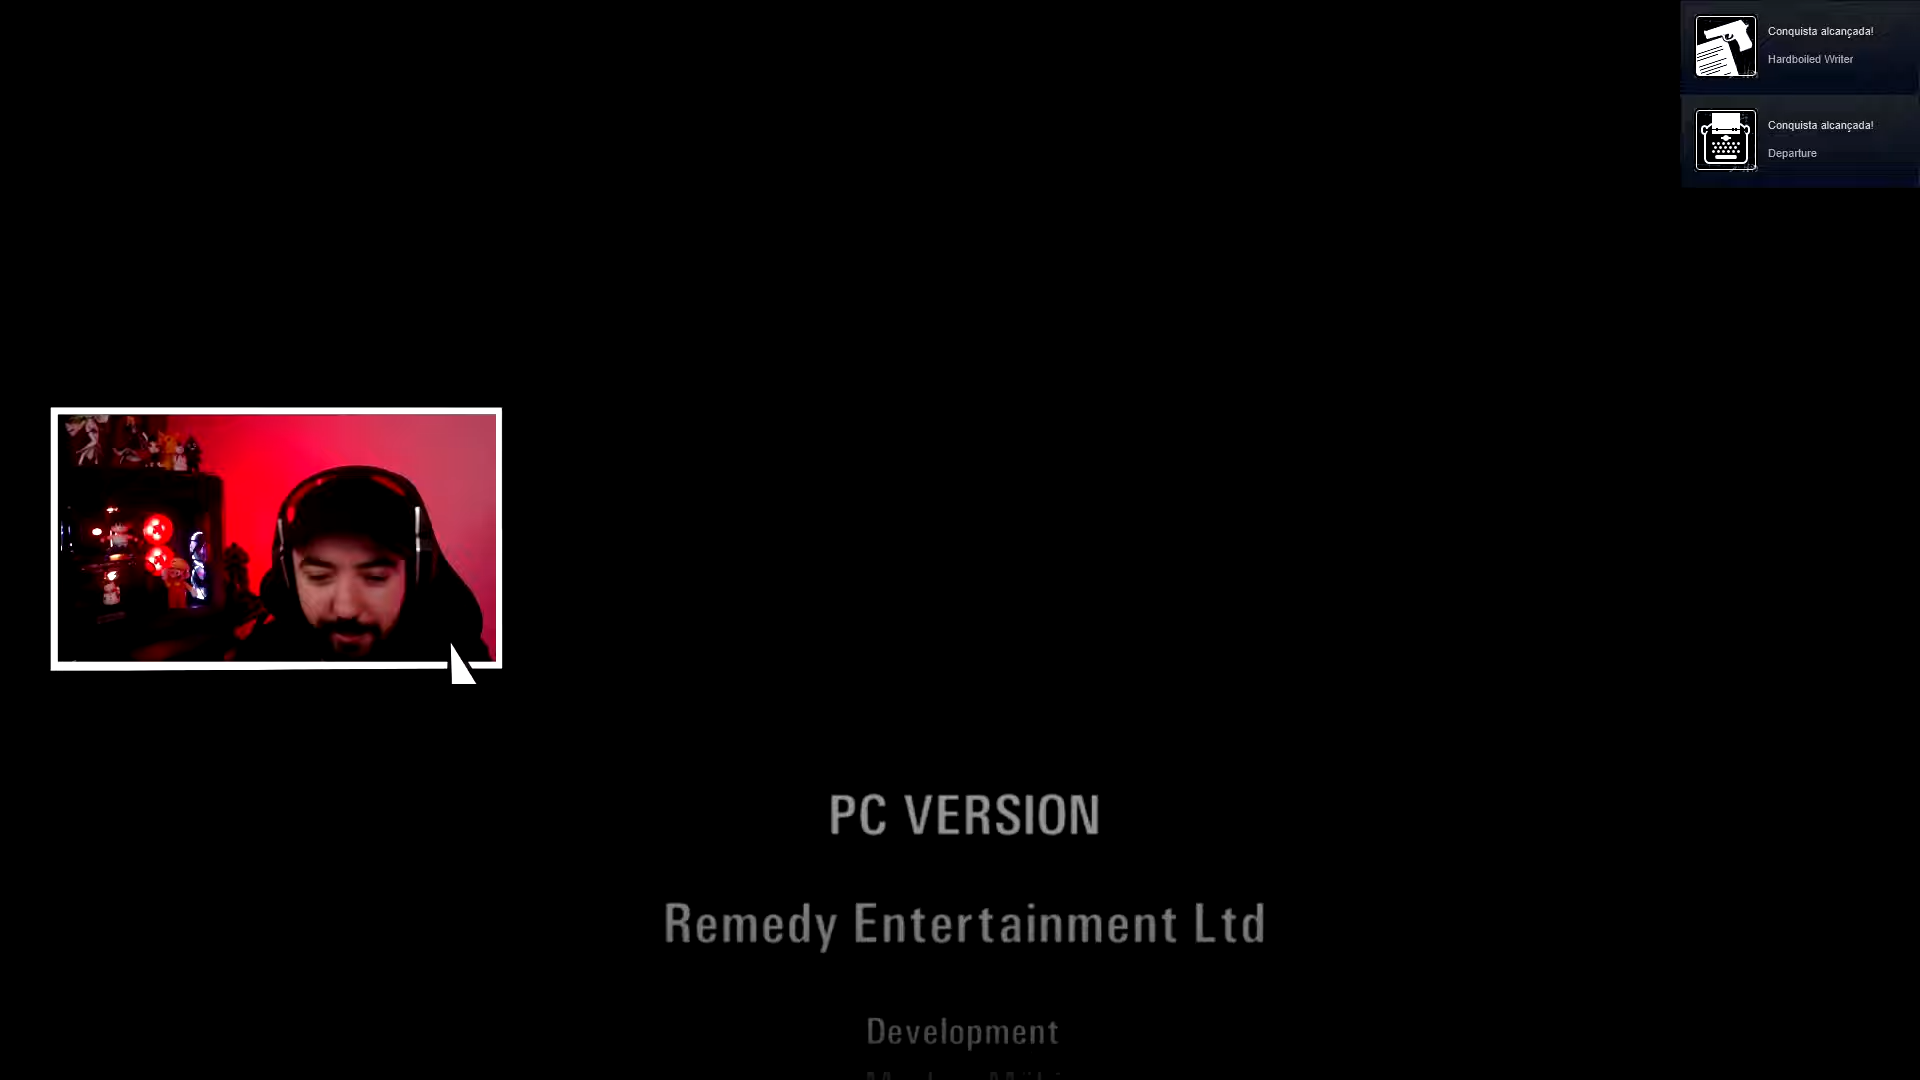 Conquista alcançada!
Hardboiled Writer
Conquista alcançada!
Departure
PC VERSION
Remedy Entertainment Ltd
Development